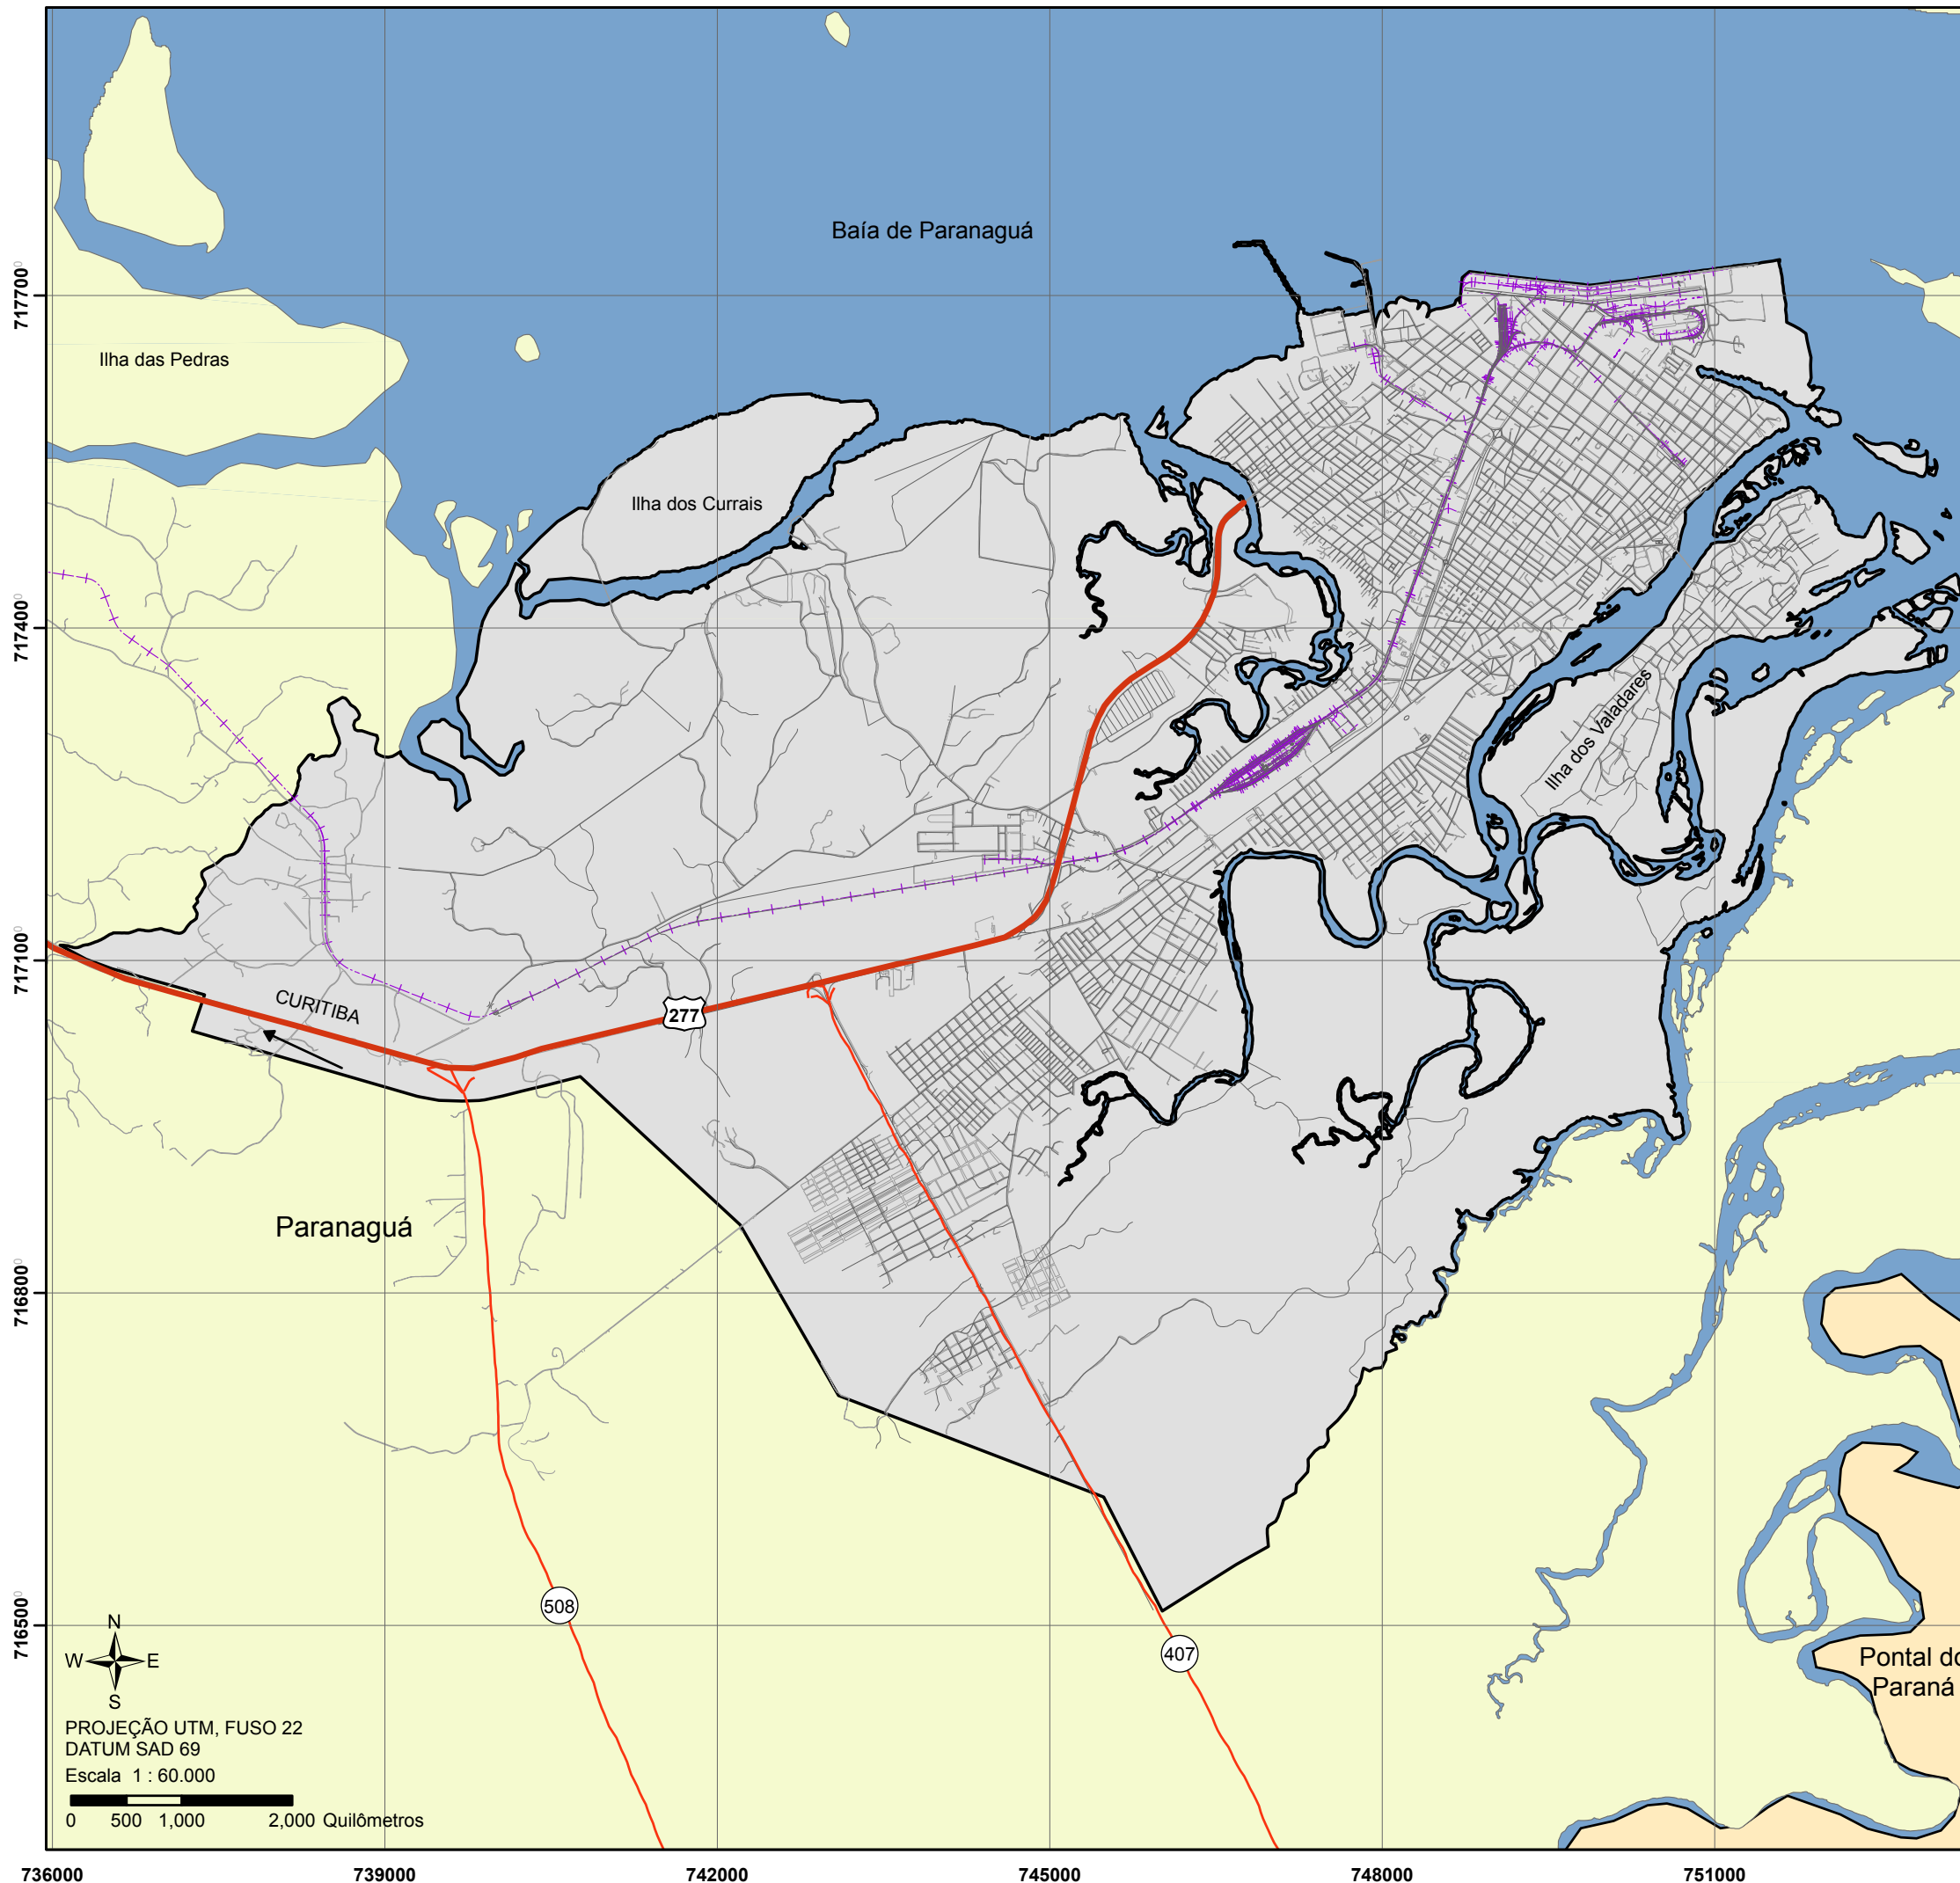 Baía de Paranaguá
7177000
Ilha das Pedras
Ilha dos Currais
7174000
Ilha dos Valadares
7171000
CURITIBA
277
Paranaguá
7168000
508
7165000
407
N
W E
S
Pontal do
Paraná
PROJEÇÃO UTM, FUSO 22
DATUM SAD 69
Escala 1 : 60.000
0 500 1,000 2,000 Quilômetros
736000 739000 742000 745000 748000 751000